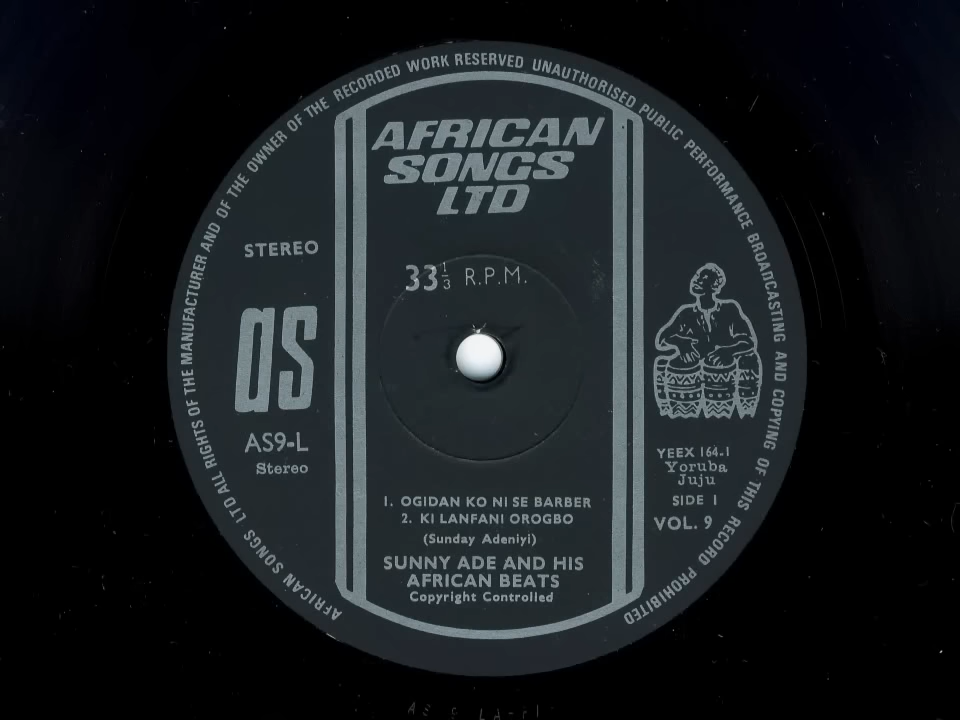 AFRICAN SONGS LTD ALL RIGHTS OF THE MANUFACTURER AND OF THE OWNER OF THE RECORDED WORK RESERVED UNAUTHORISED PUBLIC PERFORMANCE BROADCASTING AND COPYING OF THIS RECORD PROHIBITED
AFRICAN
SONGS
LTD
STEREO
33⅓ R.P.M.
as
AS9-L
Stereo
YEEX 164-1
Yoruba
Juju
SIDE 1
VOL. 9
1. OGIDAN KO NI SE BARBER
2. KI LANFANI OROGBO
(Sunday Adeniyi)
SUNNY ADE AND HIS
AFRICAN BEATS
Copyright Controlled